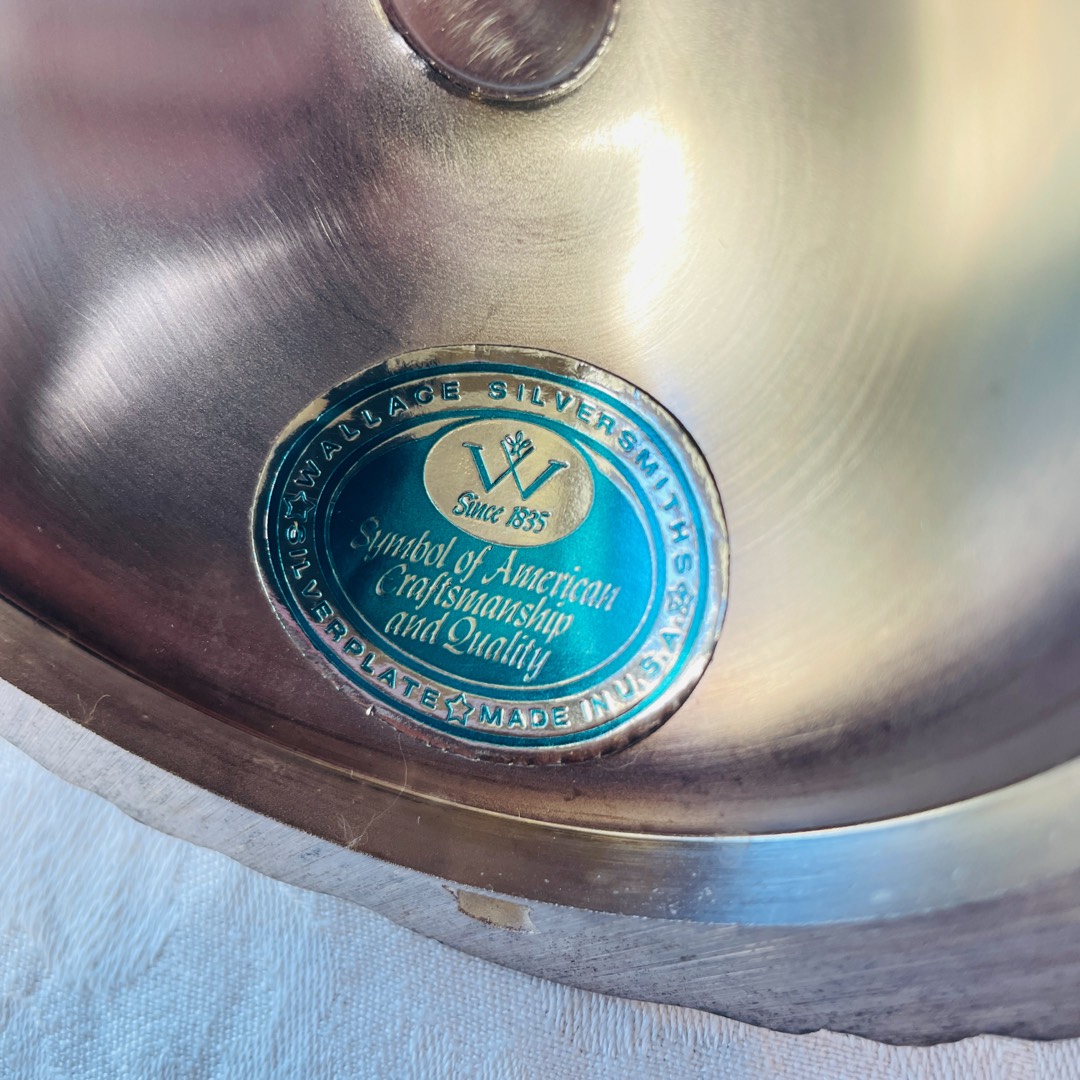 WALLACE SILVERSMITHS
W
Since 1835
Symbol of American
Craftsmanship
and Quality
SILVERPLATE ☆ MADE IN U.S.A.